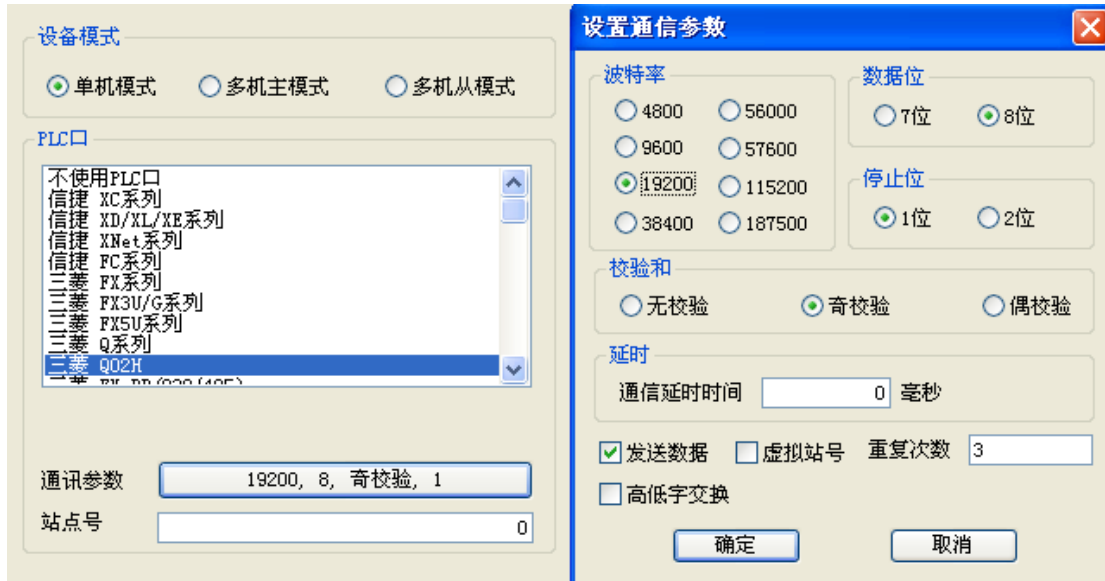 设备模式
单机模式 多机主模式 多机从模式
PLC口
不使用PLC口
信捷 XC系列
信捷 XD/XL/XE系列
信捷 XNet系列
信捷 FC系列
三菱 FX系列
三菱 FX3U/G系列
三菱 FX5U系列
三菱 Q系列
三菱 Q02H
通讯参数 19200, 8, 奇校验, 1
站点号 0
设置通信参数
波特率
4800 56000
9600 57600
19200 115200
38400 187500
数据位
7位 8位
停止位
1位 2位
校验和
无校验 奇校验 偶校验
延时
通信延时时间 0 毫秒
发送数据 虚拟站号 重复次数 3
高低字交换
确定 取消